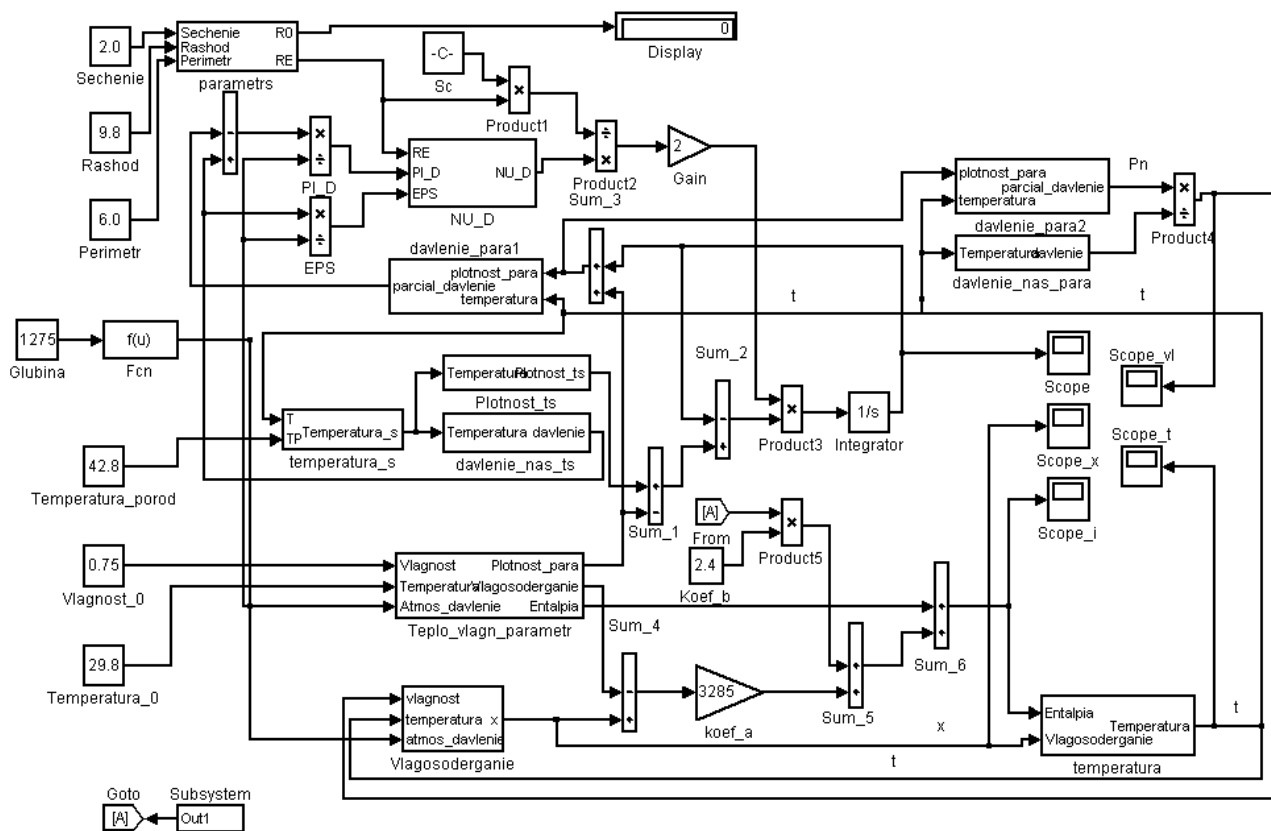 2.0
Sechenie
Sechenie
Rashod
Perimetr
R0
RE
parametrs
0
Display
-C-
Sc
×
Product1
9.8
Rashod
-
+
×
÷
PI_D
RE
PI_D
EPS
NU_D
NU_D
÷
×
Product2
Sum_3
2
Gain
6.0
Perimetr
×
÷
EPS
plotnost_para
temperatura
parcial_davlenie
davlenie_para2
Pn
×
÷
Product4
Temperatura
davlenie
davlenie_nas_para
davlenie_para1
plotnost_para
parcial_davlenie
temperatura
+
+
t
t
1275
Glubina
f(u)
Fcn
Temperatura
Plotnost_ts
Plotnost_ts
Sum_2
-
+
×
Product3
1/s
Integrator
Scope
Scope_vl
T
TP
Temperatura_s
temperatura_s
Temperatura
davlenie
davlenie_nas_ts
Scope_x
Scope_t
42.8
Temperatura_porod
+
-
Sum_1
[A]
From
×
Product5
Scope_i
0.75
Vlagnost_0
Vlagnost
Temperatura
Atmos_davlenie
Plotnost_para
Vlagosoderganie
Entalpia
Teplo_vlagn_parametr
2.4
Koef_b
Sum_4
+
+
Sum_6
29.8
Temperatura_0
-
+
3285
koef_a
+
+
Sum_5
vlagnost
temperatura
atmos_davlenie
x
Vlagosoderganie
x
t
Entalpia
Vlagosoderganie
Temperatura
temperatura
t
Goto
[A]
Subsystem
Out1